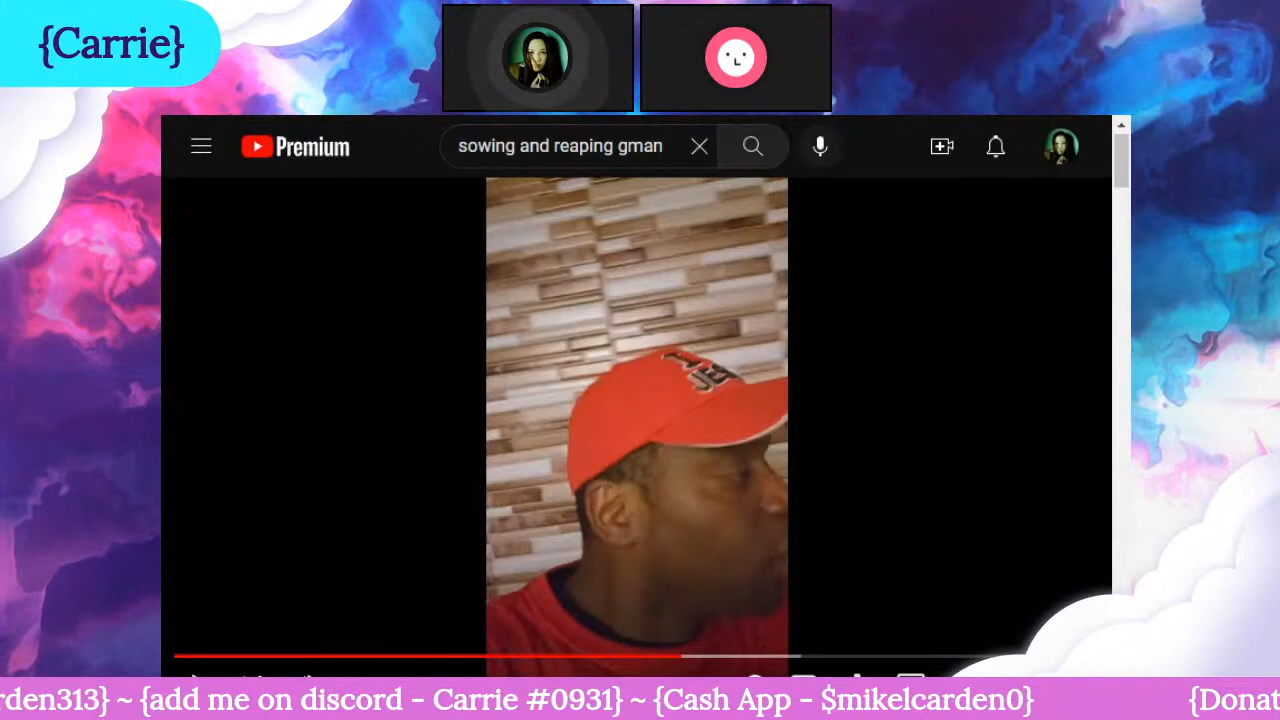 {Carrie}
Premium
sowing and reaping gman
rden313} ~ {add me on discord - Carrie #0931} ~ {Cash App - $mikelcarden0}
{Donat